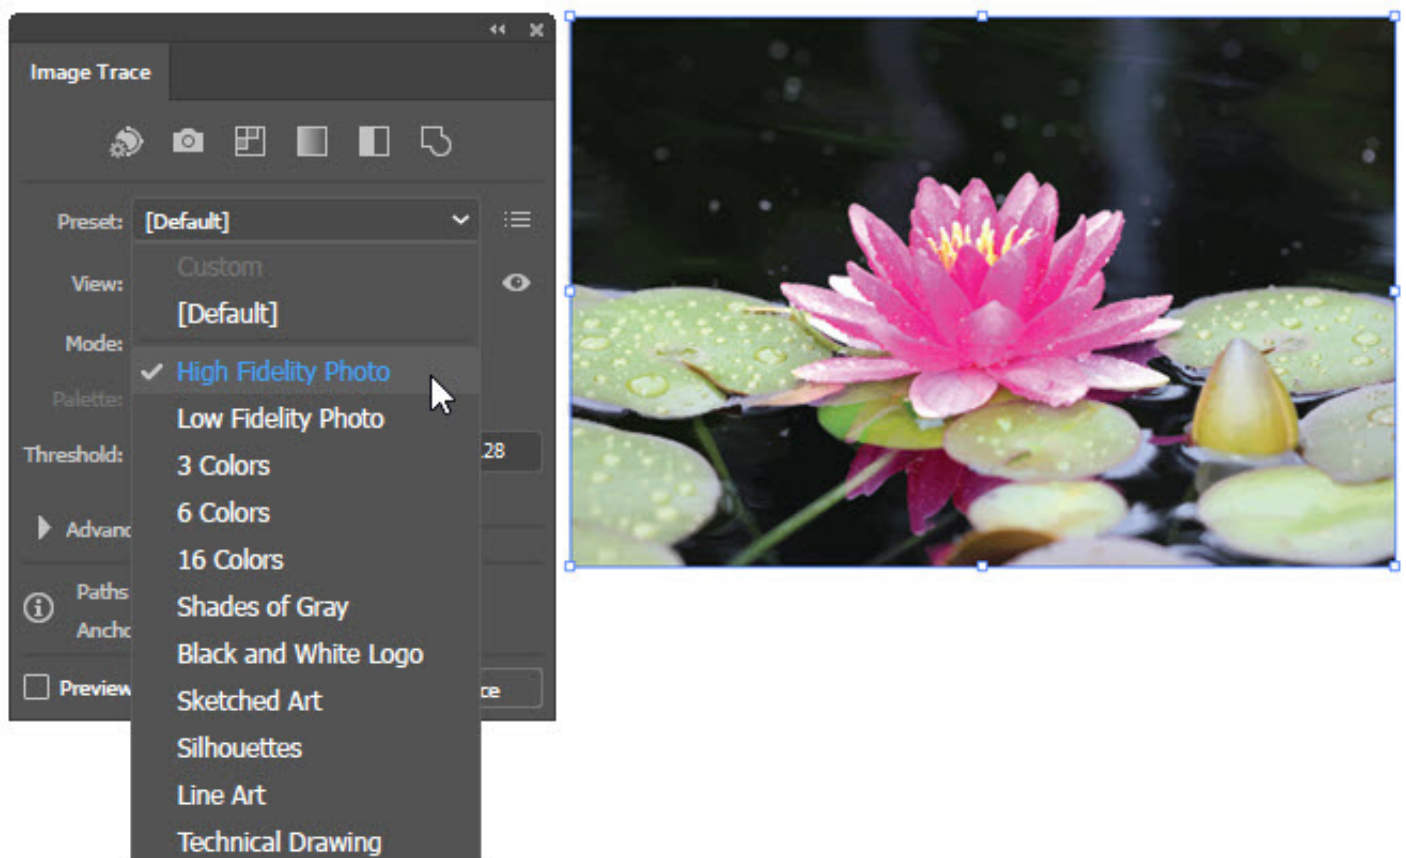 Image Trace
Preset: [Default]
Custom
View:
[Default]
Mode:
High Fidelity Photo
Palette:
Low Fidelity Photo
Threshold: 28
3 Colors
6 Colors
Advanc
16 Colors
Paths
Shades of Gray
Ancho
Black and White Logo
Preview
ce
Sketched Art
Silhouettes
Line Art
Technical Drawing